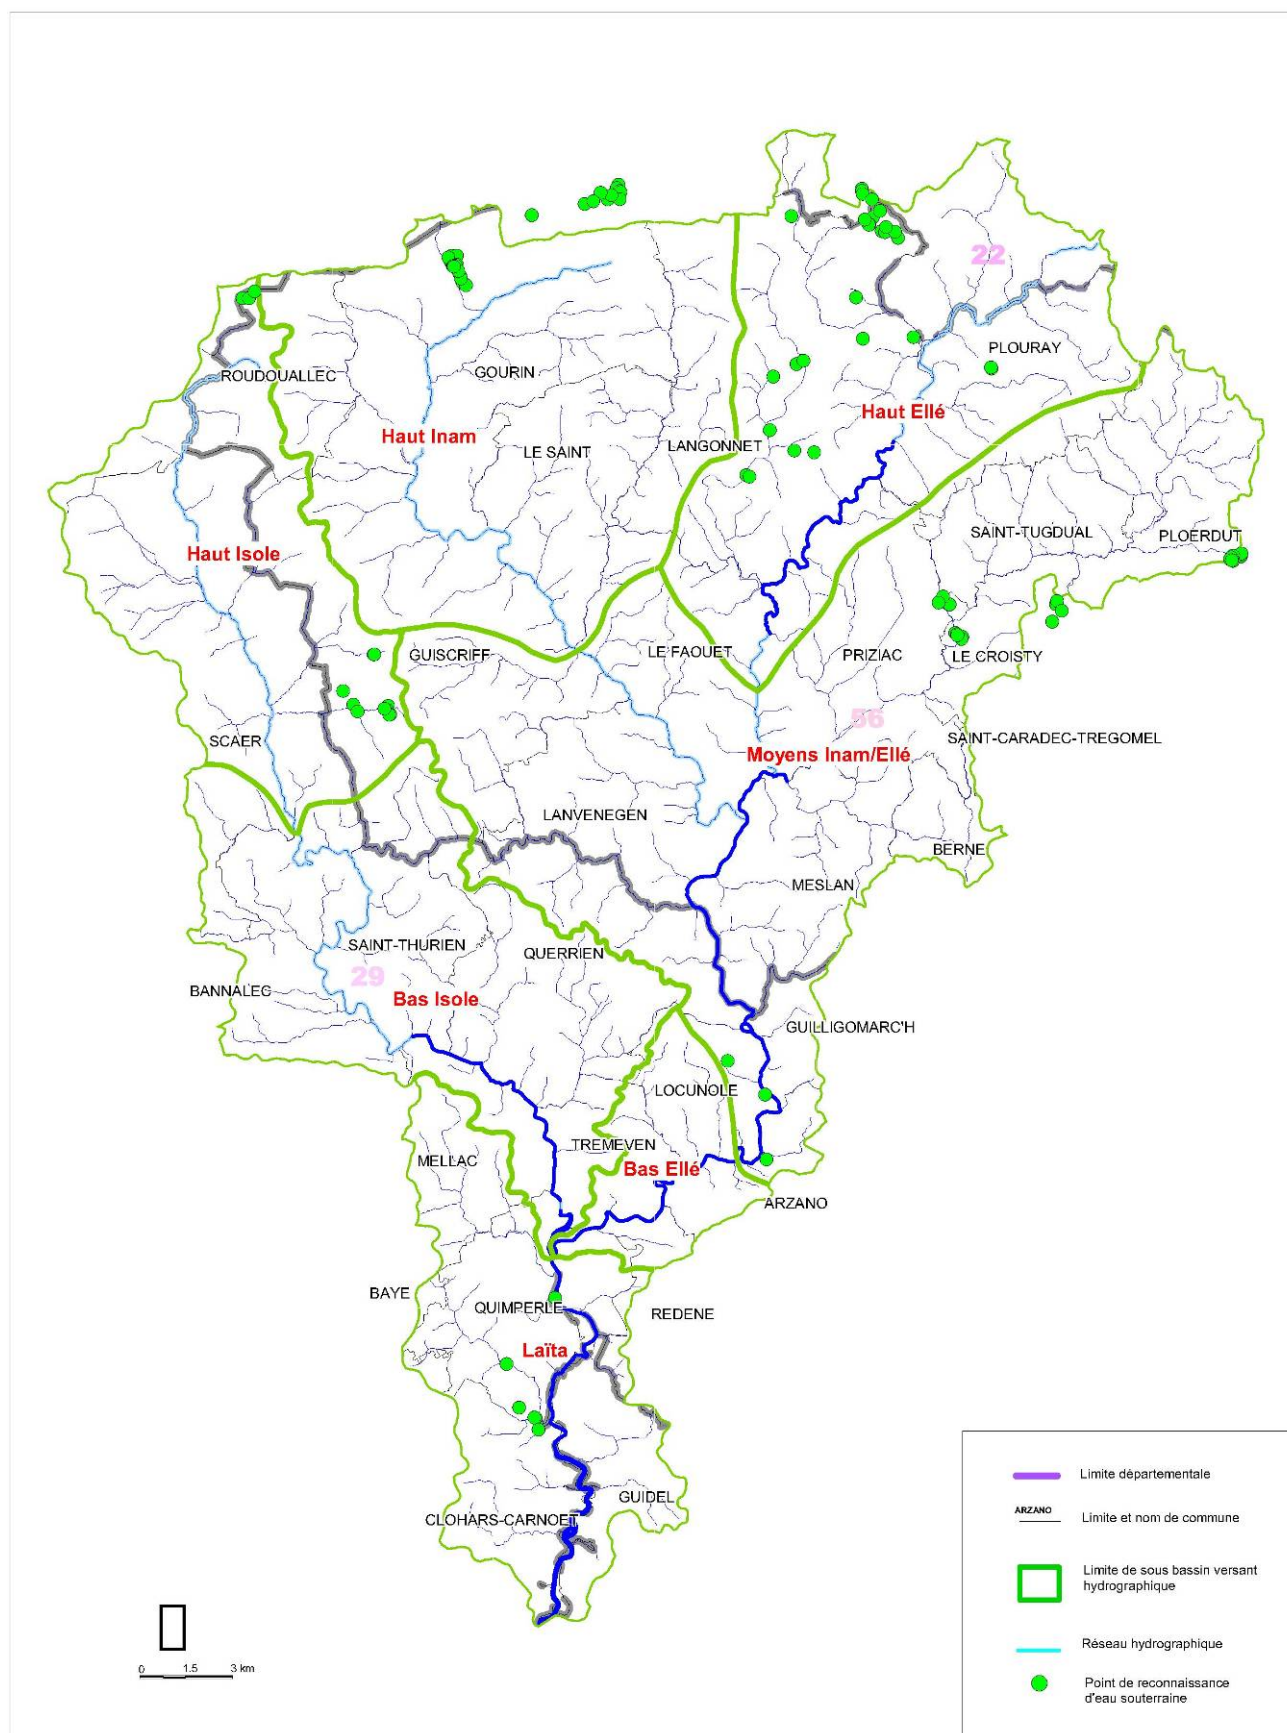 22
PLOURAY
ROUDOUALLEC
GOURIN
Haut Ellé
Haut Inam
LANGONNET
LE SAINT
SAINT-TUGDUAL
PLOERDUT
Haut Isole
LE FAOUET
GUISCRIFF
PRIZIAC
LE CROISTY
56
SCAER
SAINT-CARADEC-TREGOMEL
Moyens Inam/Ellé
LANVENEGEN
BERNE
MESLAN
SAINT-THURIEN
QUERRIEN
29
BANNALEC
Bas Isole
GUILLIGOMARC'H
LOCUNOLE
TREMEVEN
MELLAC
Bas Ellé
ARZANO
BAYE
QUIMPERLE
REDENE
Laïta
GUIDEL
CLOHARS-CARNOET
Limite départementale
ARZANO
Limite et nom de commune
Limite de sous bassin versant
hydrographique
Réseau hydrographique
Point de reconnaissance
d'eau souterraine
0 1.5 3 km